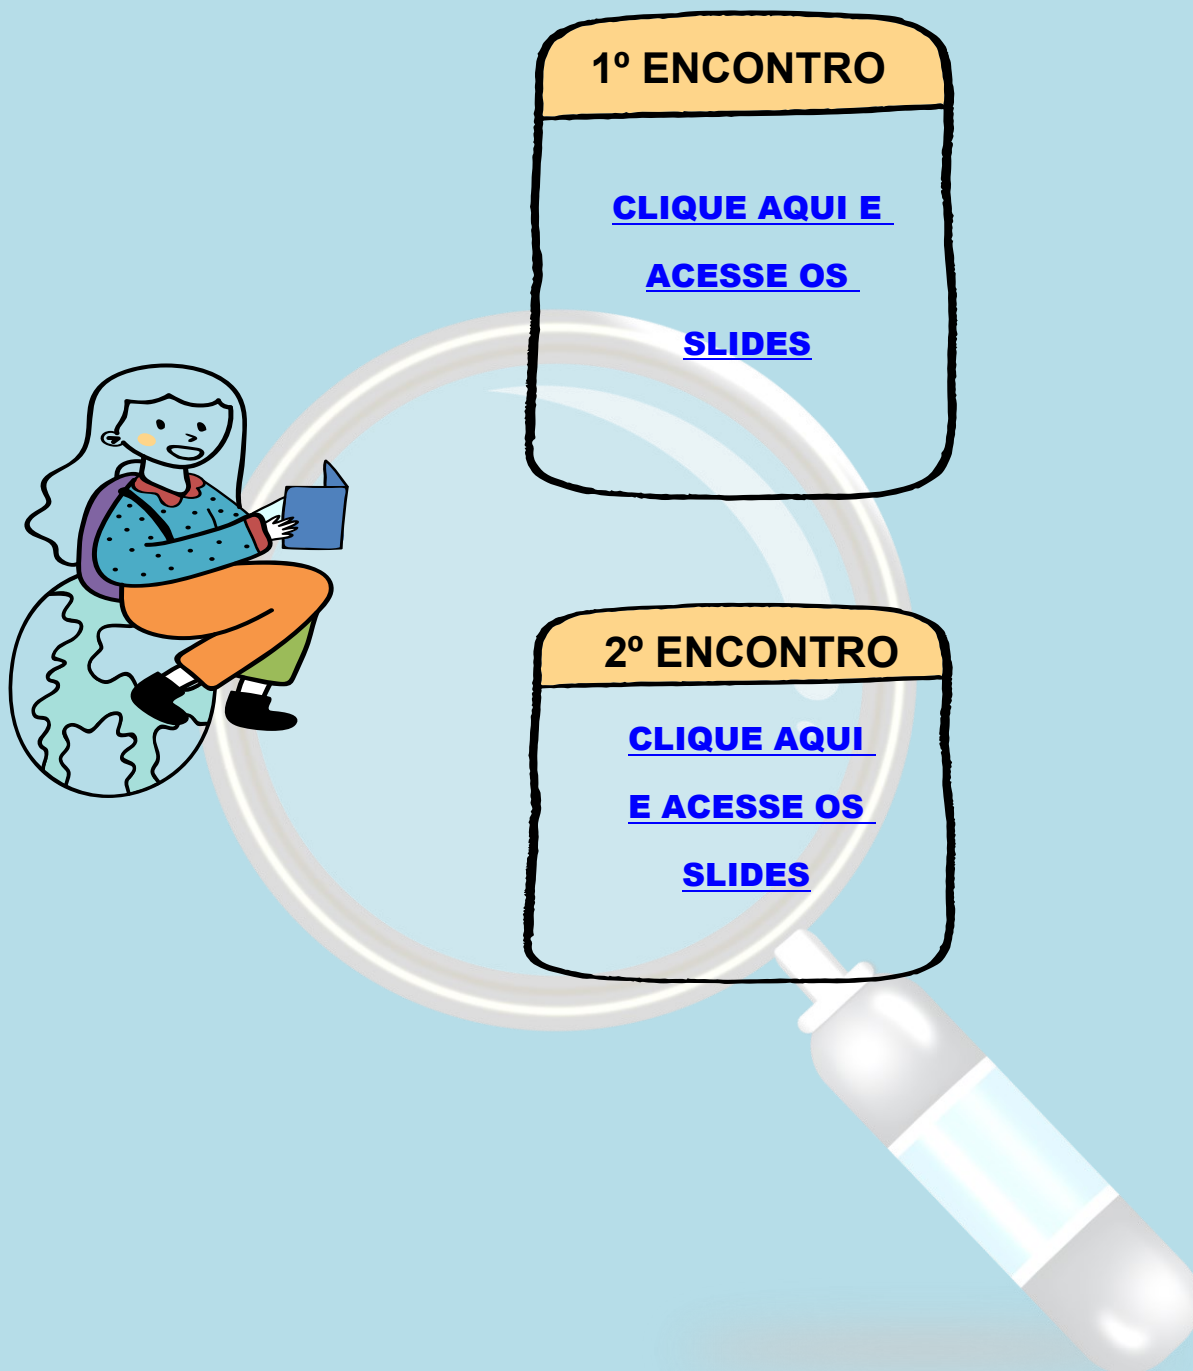 1º ENCONTRO
CLIQUE AQUI E
ACESSE OS
SLIDES
2º ENCONTRO
CLIQUE AQUI
E ACESSE OS
SLIDES